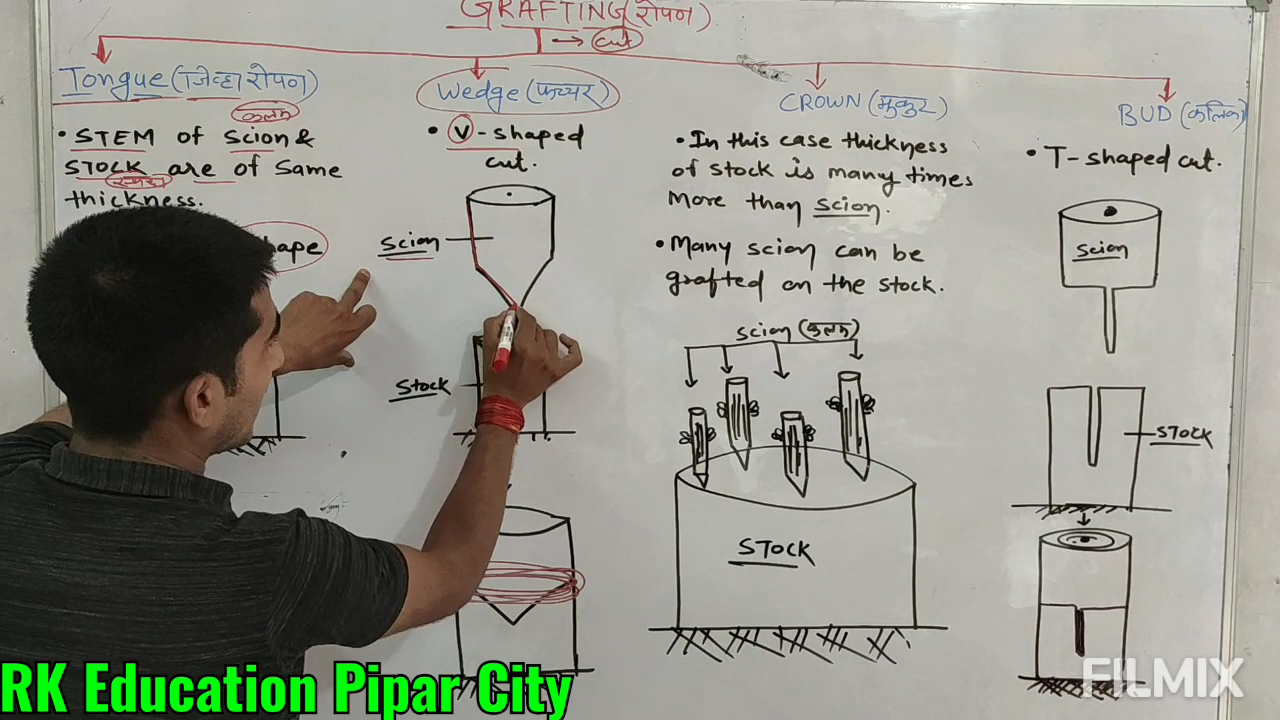 GRAFTING (रोपण)
→ cut
Tongue (जिव्हा रोपण)
कलम
• STEM of Scion &
STOCK are of Same
thickness.
hape
Wedge (फच्चर)
• V-shaped
cut.
Scion
Stock
CROWN (मुकुट)
• In this case thickness
of stock is many times
more than scion.
• Many scion can be
grafted on the stock.
scion (कलम)
STOCK
BUD (कलिका)
• T-shaped cut.
Scion
STOCK
RK Education Pipar City
FILMIX